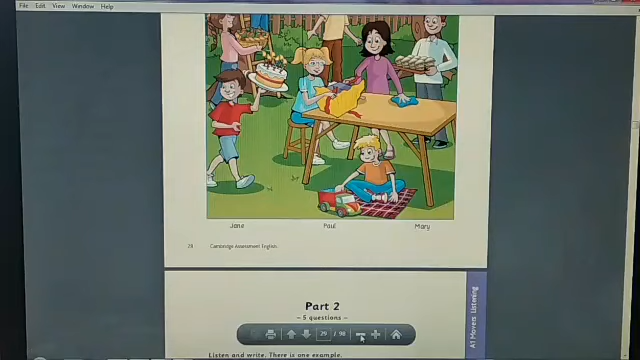 File Edit View Window Help
Jane Paul Mary
28 Cambridge Assessment English
Part 2
– 5 questions –
A1 Movers Listening
29 / 98
Listen and write. There is one example.